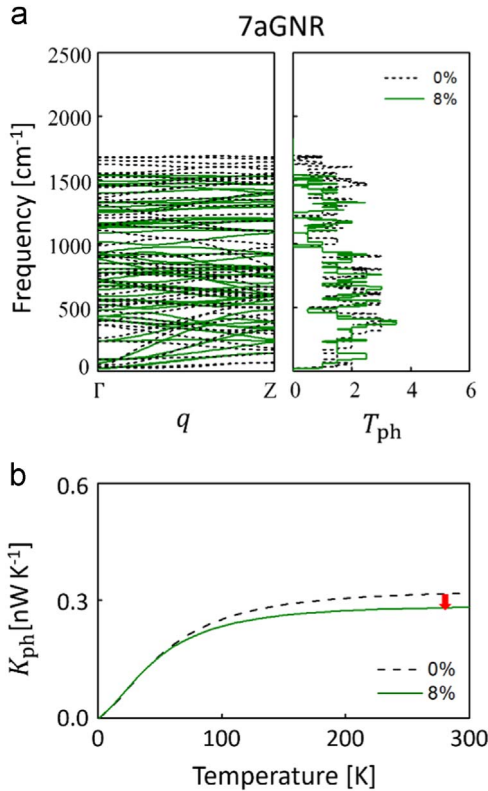 a
7aGNR
2500
2000
1500
1000
500
0
Frequency [cm-1]
Γ
Z
q
0%
8%
0
2
4
6
Tph
b
0.6
0.3
0.0
Kph[nW K-1]
0%
8%
0
100
200
300
Temperature [K]